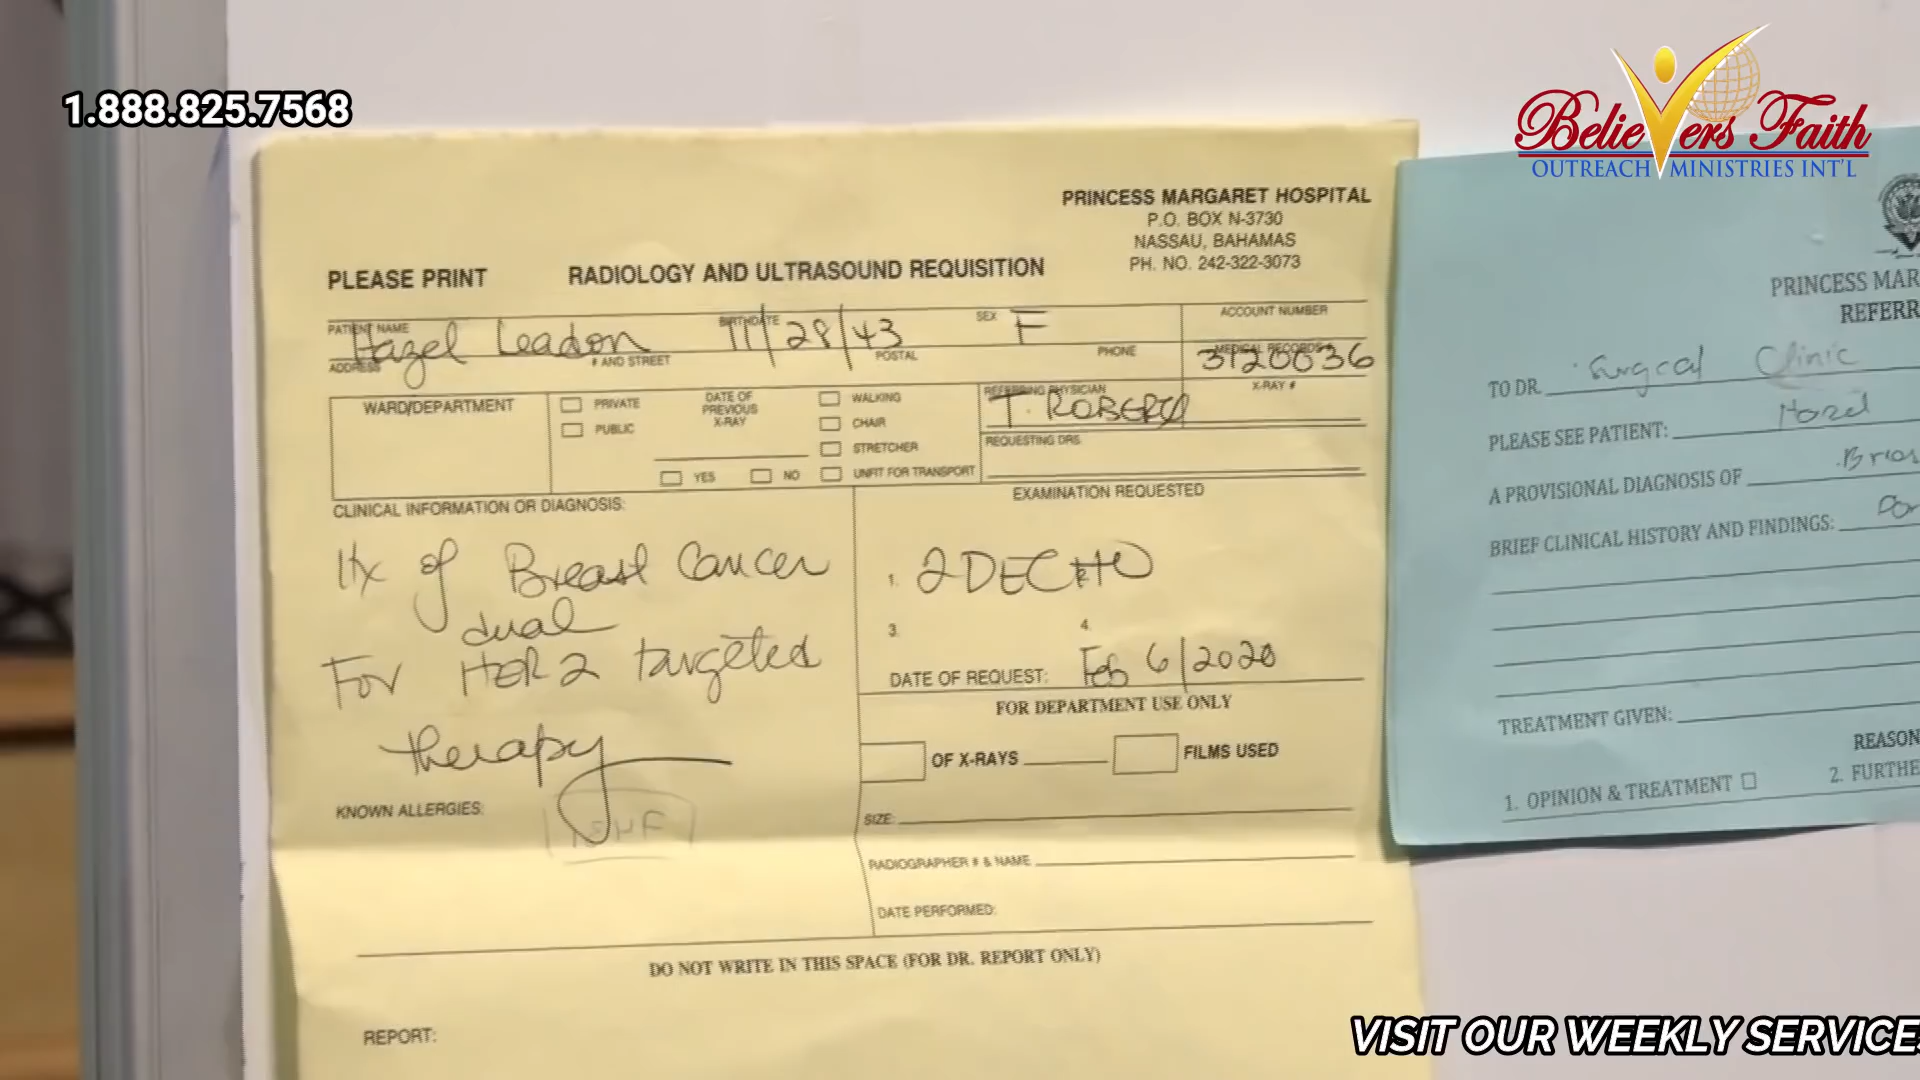 1.888.825.7568
Believers Faith
OUTREACH MINISTRIES INT'L
PRINCESS MARGARET HOSPITAL
P.O. BOX N-3730
NASSAU, BAHAMAS
PH. NO. 242-322-3073
PLEASE PRINT RADIOLOGY AND ULTRASOUND REQUISITION
PATIENT NAME Hazel Leadon BIRTHDATE 11/28/43 SEX F ACCOUNT NUMBER
ADDRESS # AND STREET POSTAL PHONE MEDICAL RECORDS # 3120636
X-RAY #
WARD/DEPARTMENT
PRIVATE
PUBLIC
DATE OF
PREVIOUS
X-RAY
YES NO
WALKING
CHAIR
STRETCHER
UNFIT FOR TRANSPORT
REFERRING PHYSICIAN
T. ROBERTS
REQUESTING DRS
CLINICAL INFORMATION OR DIAGNOSIS:
Hx of Breast Cancer
dual
For HER2 targeted
therapy
KNOWN ALLERGIES:
EXAMINATION REQUESTED
1. 2DECHO
3. 4.
DATE OF REQUEST: Feb 6/2020
FOR DEPARTMENT USE ONLY
OF X-RAYS FILMS USED
SIZE:
RADIOGRAPHER # & NAME
DATE PERFORMED:
DO NOT WRITE IN THIS SPACE (FOR DR. REPORT ONLY)
REPORT:
PRINCESS MAR
REFERR
TO DR. Surgcal Clinic
PLEASE SEE PATIENT: Hazel
A PROVISIONAL DIAGNOSIS OF
BRIEF CLINICAL HISTORY AND FINDINGS:
TREATMENT GIVEN:
REASON
1. OPINION & TREATMENT 2. FURTHE
VISIT OUR WEEKLY SERVICE